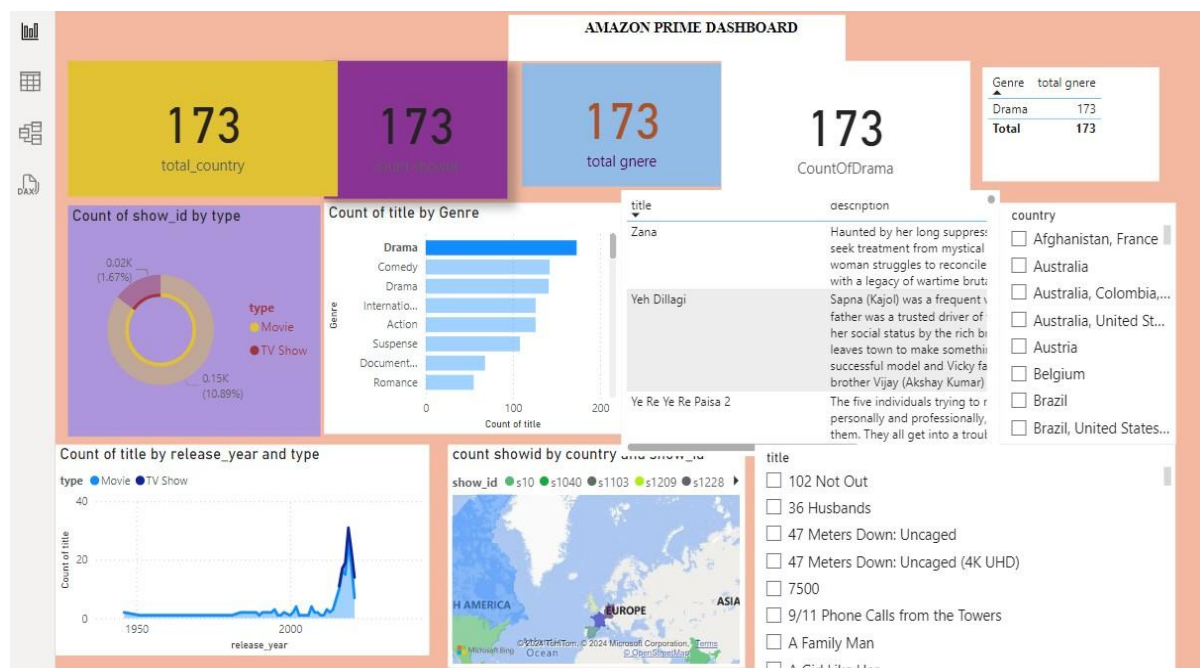 AMAZON PRIME DASHBOARD
DAX
173
total_country
173
count showid
173
total gnere
173
CountOfDrama
Genre total gnere
Drama 173
Total 173
Count of show_id by type
0.02K
(1.67%)
type
Movie
TV Show
0.15K
(10.89%)
Count of title by Genre
Genre
Drama
Comedy
Drama
Internatio...
Action
Suspense
Document...
Romance
0 100 200
Count of title
title description
Zana
Haunted by her long suppres
seek treatment from mystical
woman struggles to reconcile
with a legacy of wartime bruta
Yeh Dillagi
Sapna (Kajol) was a frequent
father was a trusted driver of
her social status by the rich
leaves town to make somethi
successful model and Vicky fa
brother Vijay (Akshay Kumar)
Ye Re Ye Re Paisa 2
The five individuals trying to
personally and professionally,
them. They all get into a troul
country
Afghanistan, France
Australia
Australia, Colombia,...
Australia, United St...
Austria
Belgium
Brazil
Brazil, United States...
Count of title by release_year and type
type Movie TV Show
Count of title
40
20
0
1950 2000
release_year
count showid by country and show_id
show_id s10 s1040 s1103 s1209 s1228
H AMERICA
EUROPE
ASIA
Ocean
Microsoft Bing
© 2024 TomTom, © 2024 Microsoft Corporation, Terms
© OpenStreetMap
title
102 Not Out
36 Husbands
47 Meters Down: Uncaged
47 Meters Down: Uncaged (4K UHD)
7500
9/11 Phone Calls from the Towers
A Family Man